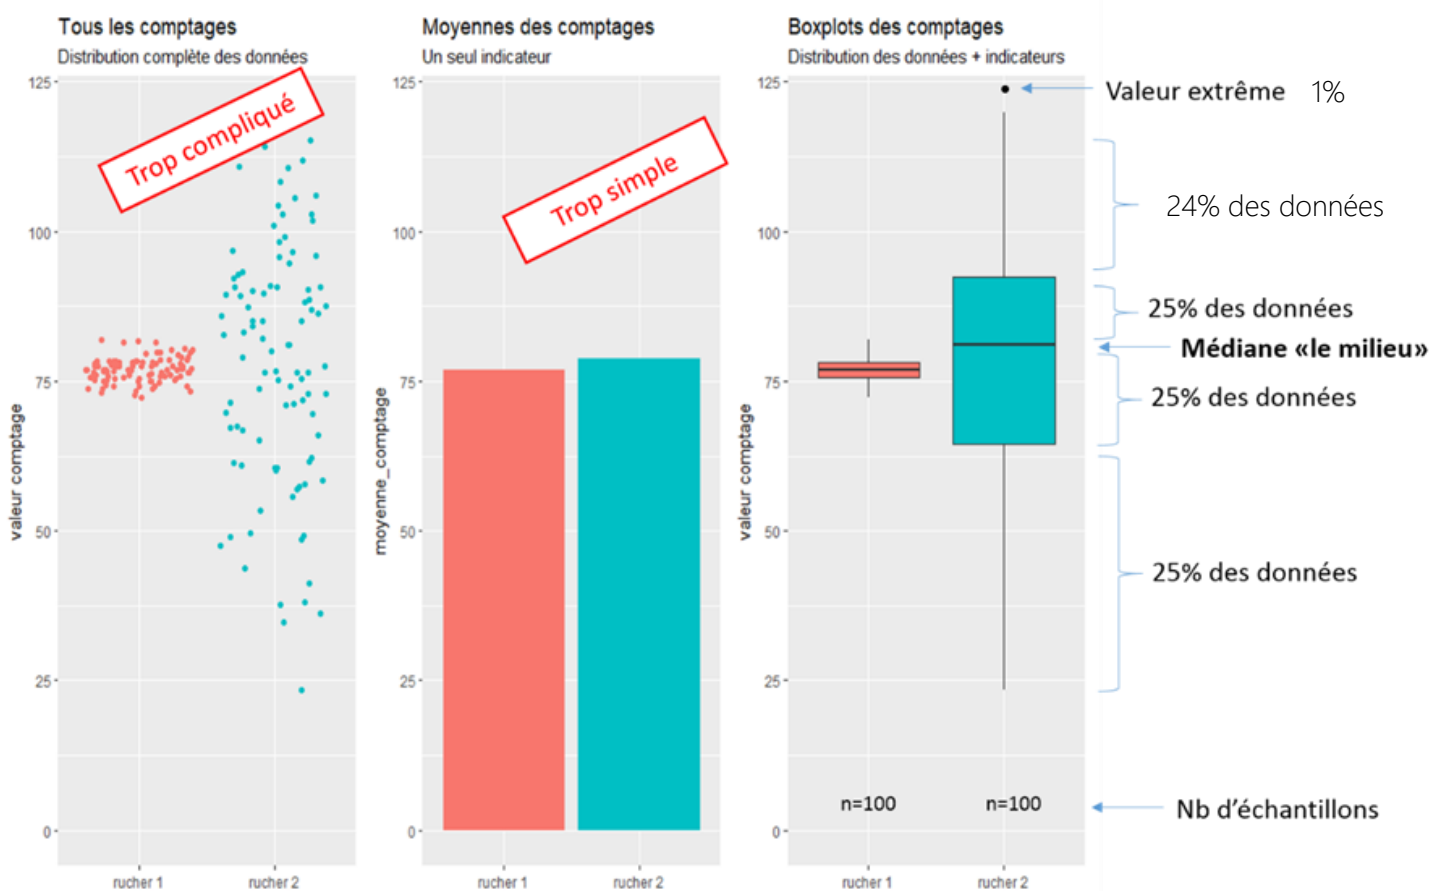 Tous les comptages
Distribution complète des données
125
100
75
50
25
0
valeur comptage
Trop compliqué
rucher 1
rucher 2
Moyennes des comptages
Un seul indicateur
125
100
75
50
25
0
moyenne_comptage
Trop simple
rucher 1
rucher 2
Boxplots des comptages
Distribution des données + indicateurs
125
100
75
50
25
0
valeur comptage
n=100
n=100
rucher 1
rucher 2
Valeur extrême 1%
24% des données
25% des données
Médiane «le milieu»
25% des données
25% des données
Nb d’échantillons